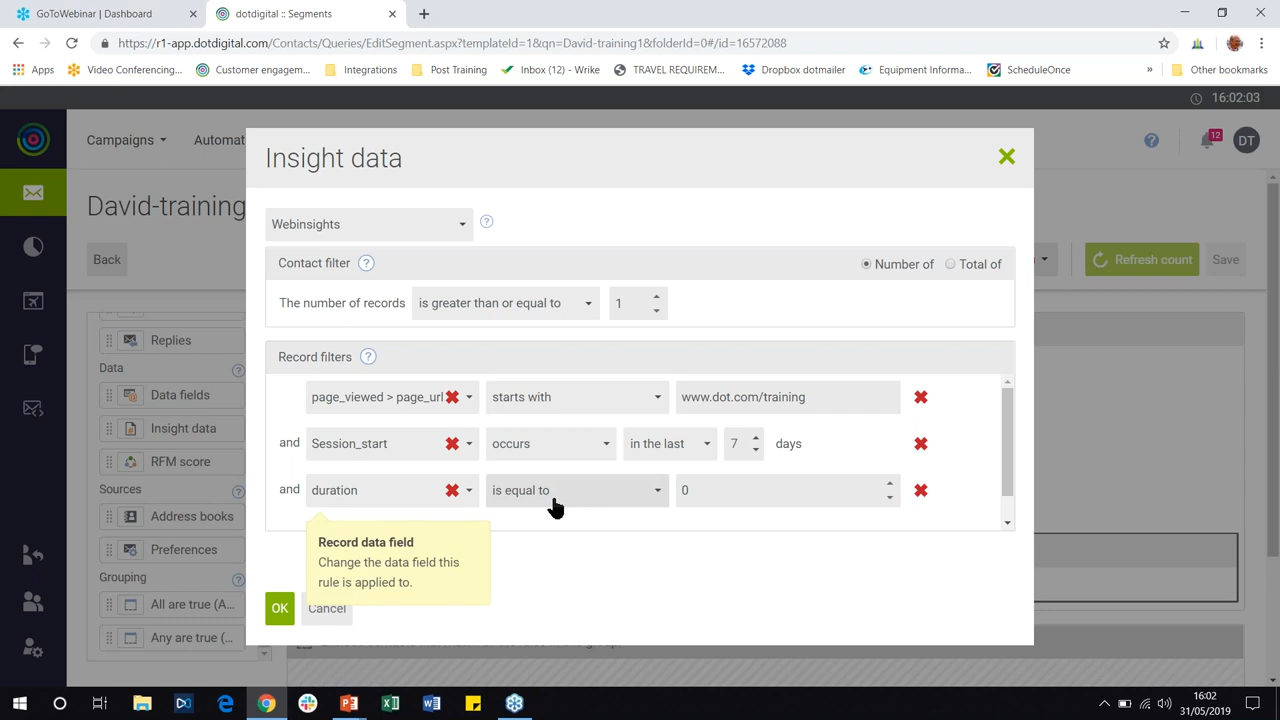 GoToWebinar | Dashboard
dotdigital :: Segments
https://r1-app.dotdigital.com/Contacts/Queries/EditSegment.aspx?templateId=1&qn=David-training1&folderId=0#/id=16572088
Apps
Video Conferencing...
Customer engagem...
Integrations
Post Training
Inbox (12) - Wrike
TRAVEL REQUIREM...
Dropbox dotmailer
Equipment Informa...
ScheduleOnce
»
Other bookmarks
16:02:03
Campaigns
Automat
12
DT
David-training
Back
Refresh count
Save
Replies
Data
Data fields
Insight data
RFM score
Sources
Address books
Preferences
Grouping
All are true (A...
Any are true (...
Insight data
Webinsights
Contact filter
Number of
Total of
The number of records
is greater than or equal to
1
Record filters
page_viewed > page_url
starts with
www.dot.com/training
and
Session_start
occurs
in the last
7
days
and
duration
is equal to
0
Record data field
Change the data field this
rule is applied to.
OK
Cancel
16:02
31/05/2019